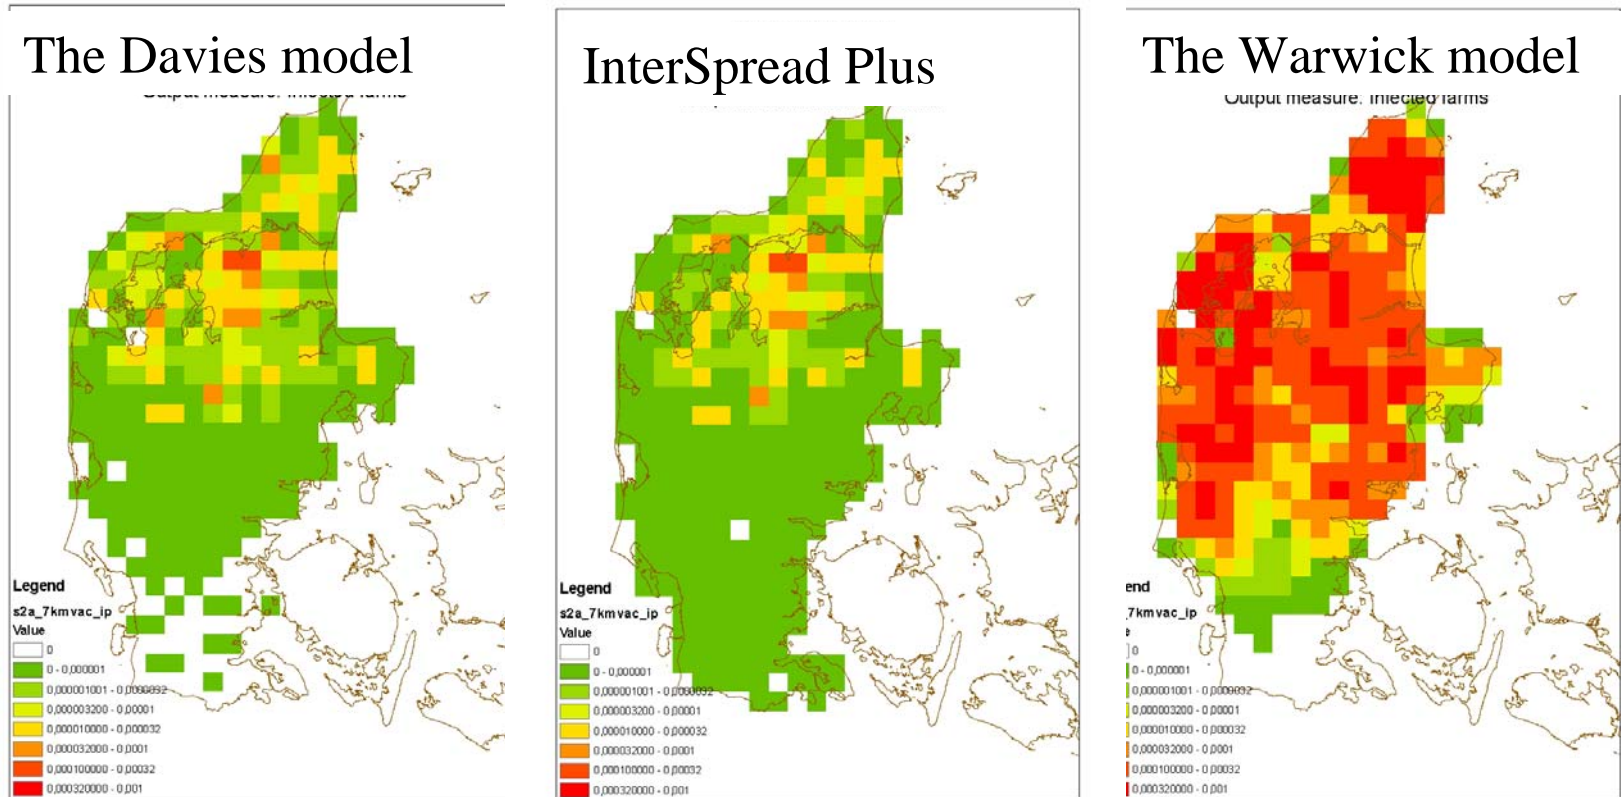 The Davies model
Output measure: Infected farms
Legend
s2a_7kmvac_ip
Value
0
0 - 0,000001
0,000001001 - 0,0000032
0,000003200 - 0,00001
0,000010000 - 0,000032
0,000032000 - 0,0001
0,000100000 - 0,00032
0,000320000 - 0,001
InterSpread Plus
Legend
s2a_7kmvac_ip
Value
0
0 - 0,000001
0,000001001 - 0,0000032
0,000003200 - 0,00001
0,000010000 - 0,000032
0,000032000 - 0,0001
0,000100000 - 0,00032
0,000320000 - 0,001
The Warwick model
Output measure: Infected farms
end
_7kmvac_ip
e
0
0 - 0,000001
0,000001001 - 0,0000032
0,000003200 - 0,00001
0,000010000 - 0,000032
0,000032000 - 0,0001
0,000100000 - 0,00032
0,000320000 - 0,001